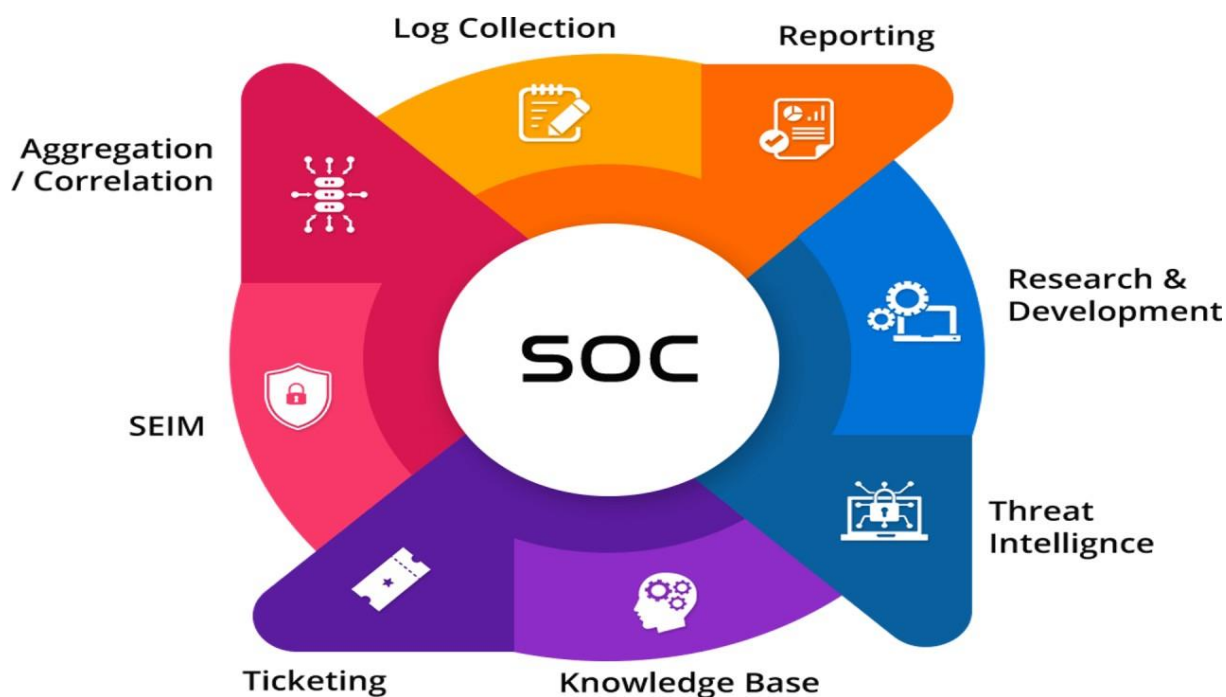 Log Collection
Reporting
Aggregation
/ Correlation
Research &
Development
SOC
SEIM
Threat
Intellignce
Ticketing
Knowledge Base